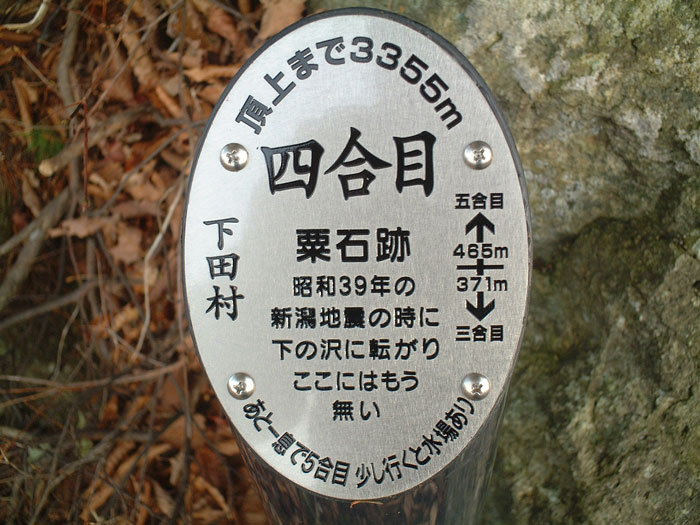 頂上まで3355m
四合目
下田村
粟石跡
昭和39年の
新潟地震の時に
下の沢に転がり
ここにはもう
無い
五合目
465m
371m
三合目
あと一息で5合目 少し行くと水場あり